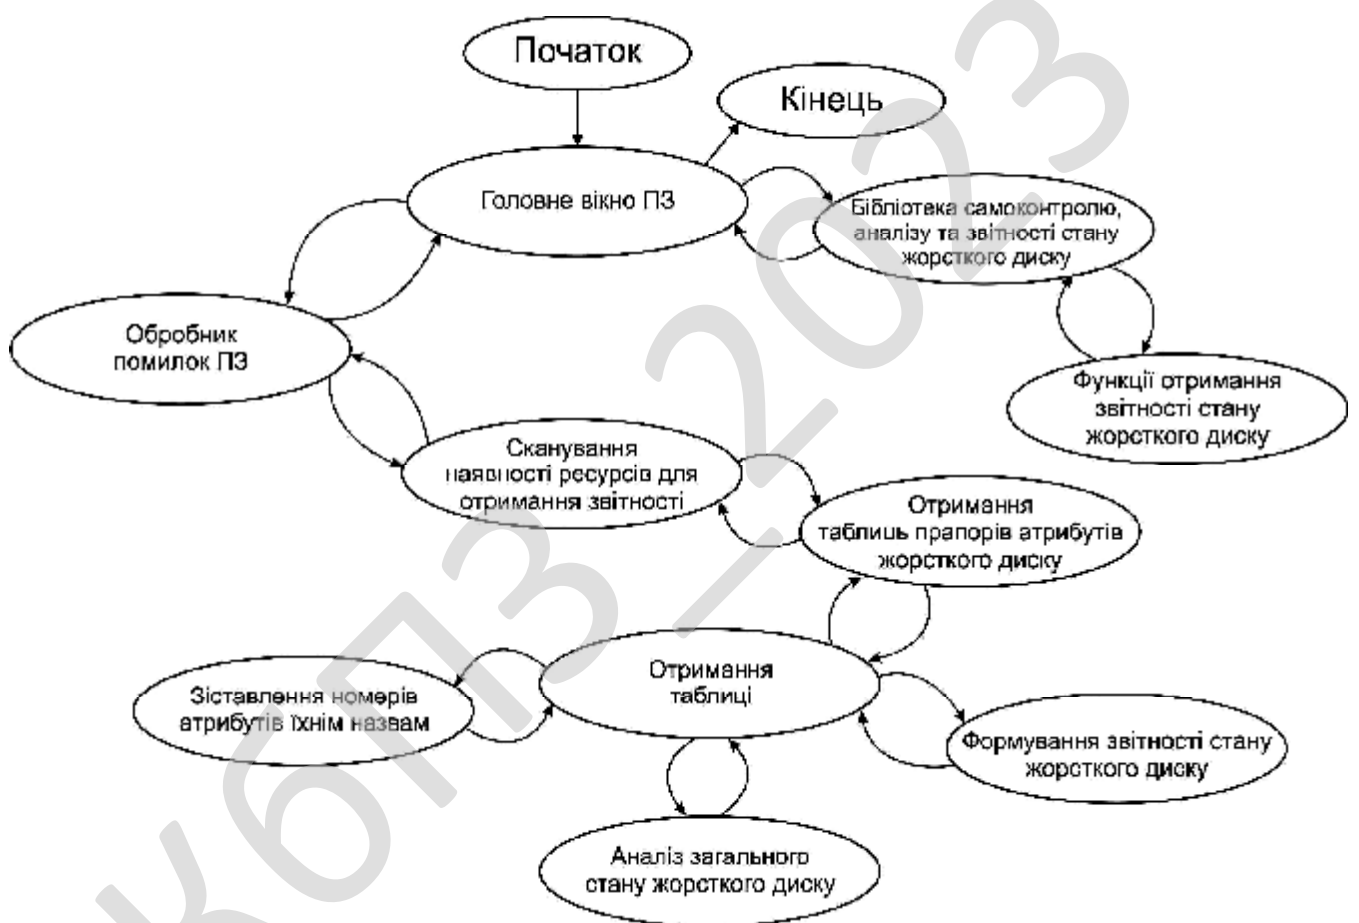 Початок
Кінець
Головне вікно ПЗ
Бібліотека самоконтролю,
аналізу та звітності стану
жорсткого диску
Обробник
помилок ПЗ
Функції отримання
звітності стану
жорсткого диску
Сканування
наявності ресурсів для
отримання звітності
Отримання
таблиць прапорів атрибутів
жорсткого диску
Отримання
таблиці
Зіставлення номерів
атрибутів їхнім назвам
Формування звітності стану
жорсткого диску
Аналіз загального
стану жорсткого диску
КбПЗ_2023